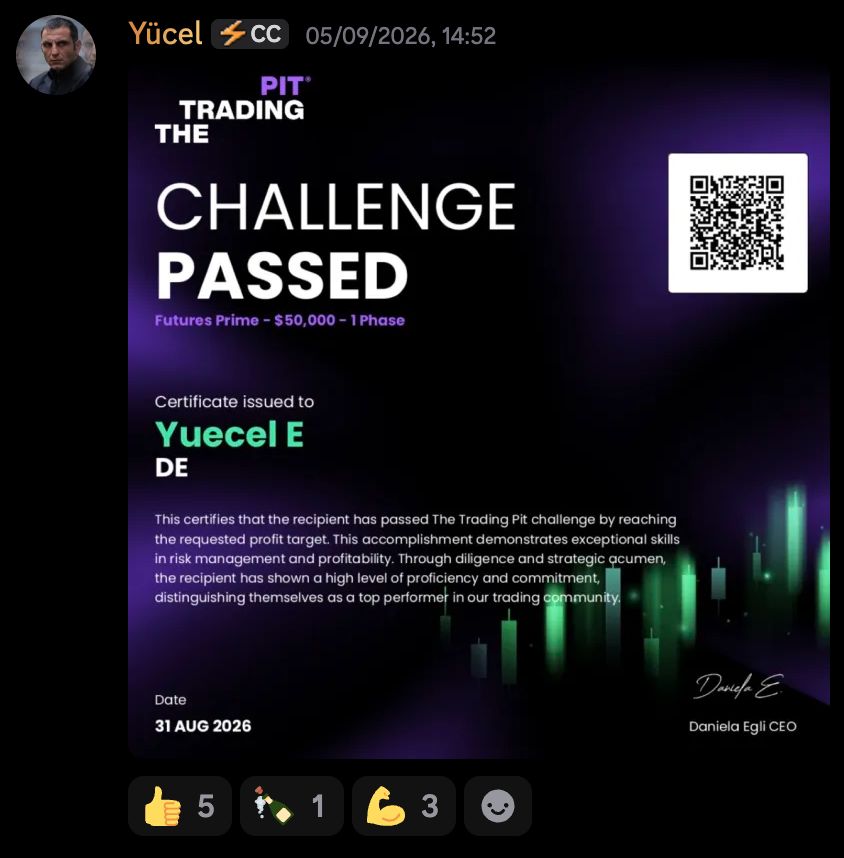 Yücel ⚡ CC 05/09/2026, 14:52
PIT®
TRADING
THE
CHALLENGE
PASSED
Futures Prime - $50,000 - 1 Phase
Certificate issued to
Yuecel E
DE
This certifies that the recipient has passed The Trading Pit challenge by reaching
the requested profit target. This accomplishment demonstrates exceptional skills
in risk management and profitability. Through diligence and strategic acumen,
the recipient has shown a high level of proficiency and commitment,
distinguishing themselves as a top performer in our trading community.
Daniela E.
Date
Daniela Egli CEO
31 AUG 2026
👍 5 🍾 1 💪 3